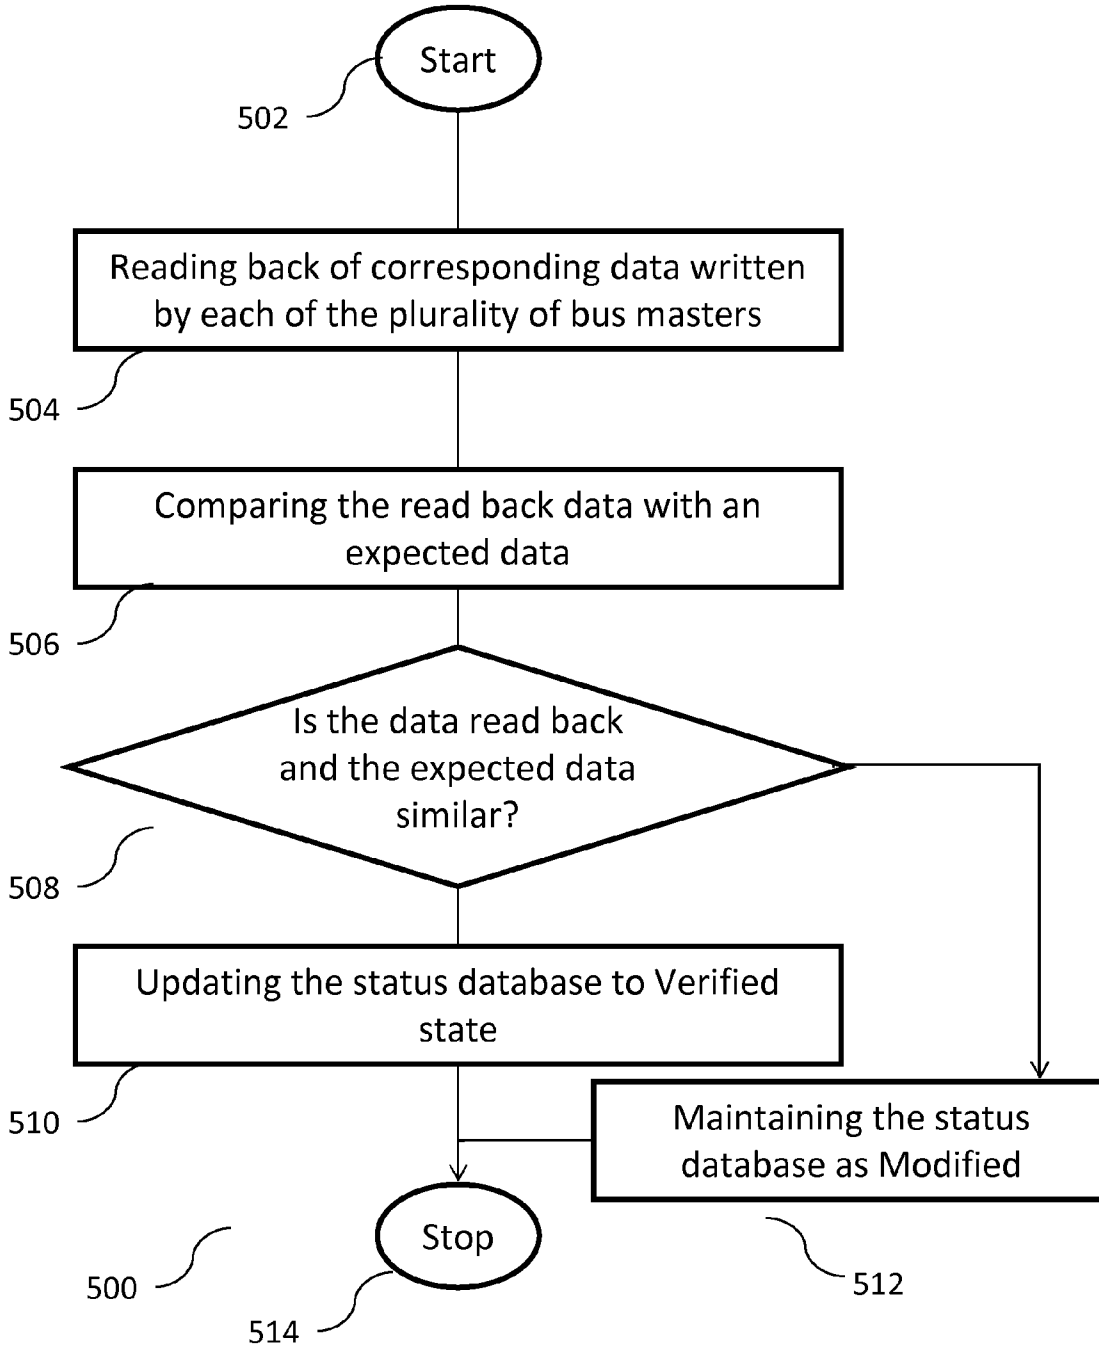 Start
502
Reading back of corresponding data written
by each of the plurality of bus masters
504
Comparing the read back data with an
expected data
506
Is the data read back
and the expected data
similar?
508
Updating the status database to Verified
state
510
Maintaining the status
database as Modified
Stop
500
512
514